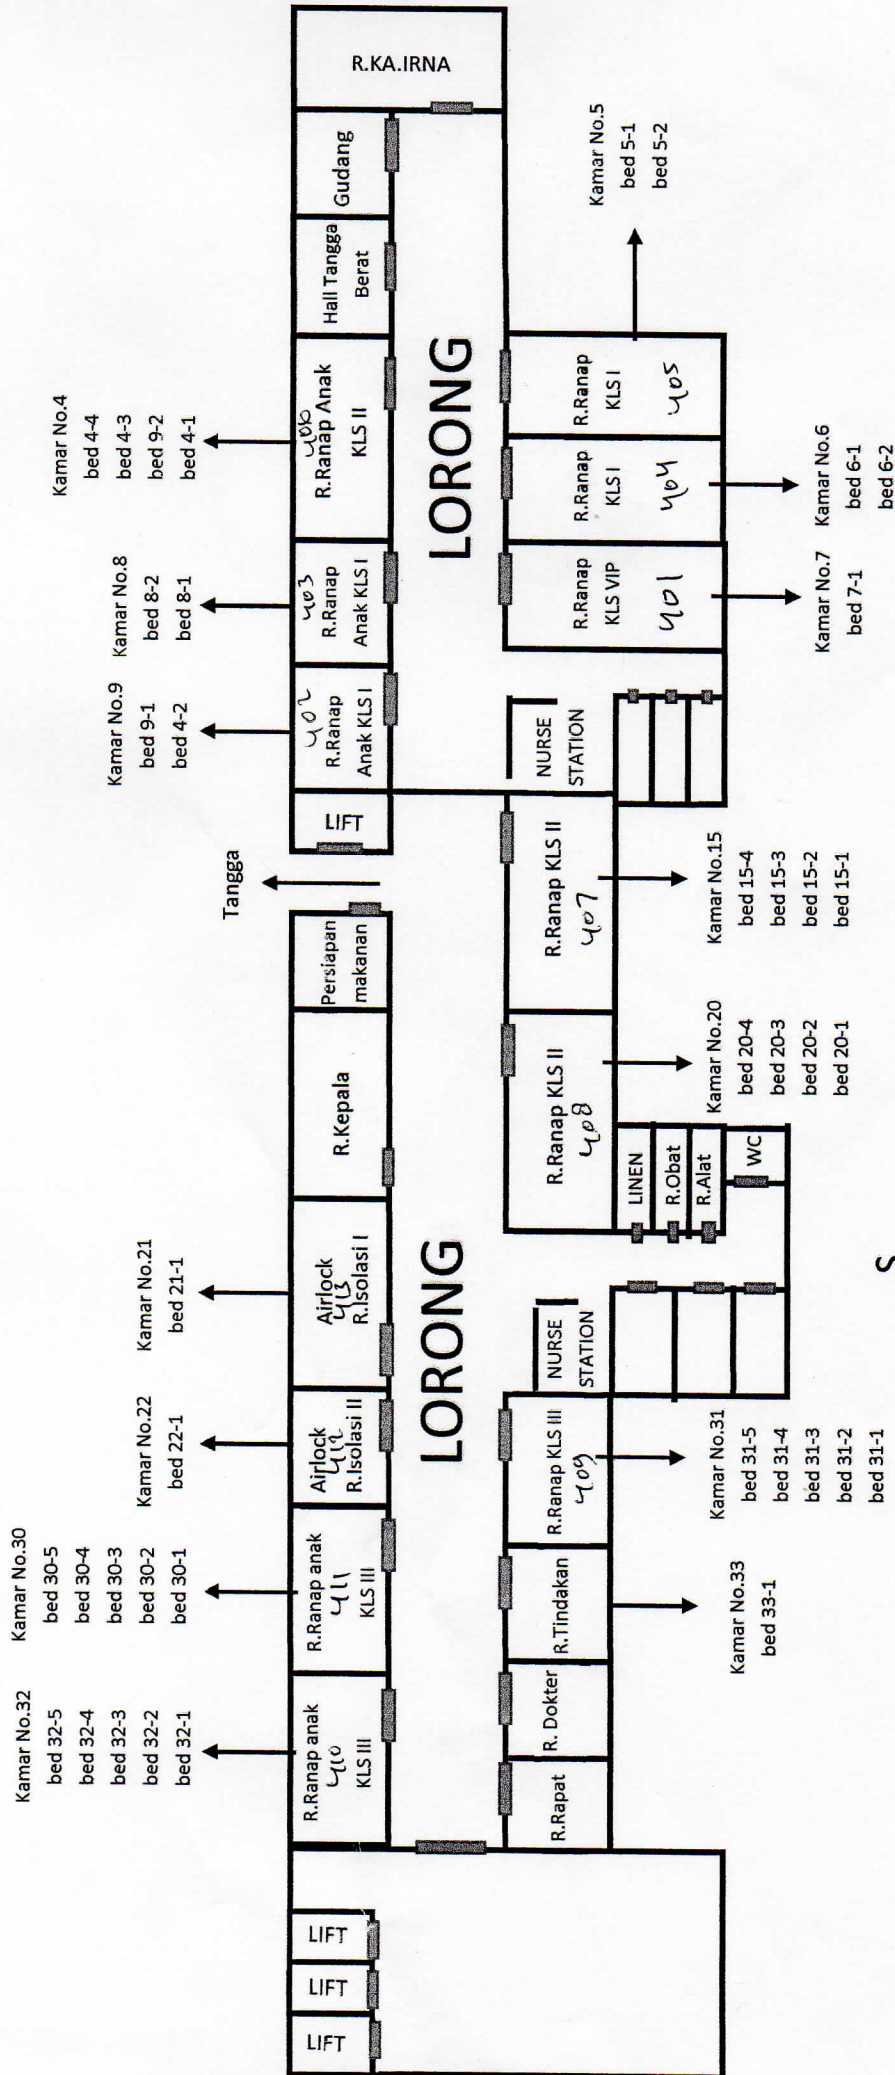 Kamar No.32
bed 32-5
bed 32-4
bed 32-3
bed 32-2
bed 32-1
Kamar No.30
bed 30-5
bed 30-4
bed 30-3
bed 30-2
bed 30-1
Kamar No.22
bed 22-1
Kamar No.21
bed 21-1
Tangga
Kamar No.9
bed 9-1
bed 4-2
Kamar No.8
bed 8-2
bed 8-1
Kamar No.4
bed 4-4
bed 4-3
bed 9-2
bed 4-1
LIFT
LIFT
LIFT
R.Ranap anak
410
KLS III
R.Ranap anak
411
KLS III
Airlock
412
R.Isolasi II
Airlock
413
R.Isolasi I
R.Kepala
Persiapan
makanan
LIFT
402
R.Ranap
Anak KLS I
403
R.Ranap
Anak KLS I
406
R.Ranap Anak
KLS II
Hall Tangga
Berat
Gudang
R.KA.IRNA
LORONG
LORONG
R.Rapat
R. Dokter
R.Tindakan
R.Ranap KLS III
409
NURSE
STATION
R.Ranap KLS II
408
R.Ranap KLS II
407
NURSE
STATION
R.Ranap
KLS VIP
401
R.Ranap
KLS I
404
R.Ranap
KLS I
405
LINEN
R.Obat
R.Alat
WC
Kamar No.33
bed 33-1
Kamar No.31
bed 31-5
bed 31-4
bed 31-3
bed 31-2
bed 31-1
Kamar No.20
bed 20-4
bed 20-3
bed 20-2
bed 20-1
Kamar No.15
bed 15-4
bed 15-3
bed 15-2
bed 15-1
Kamar No.7
bed 7-1
Kamar No.6
bed 6-1
bed 6-2
Kamar No.5
bed 5-1
bed 5-2